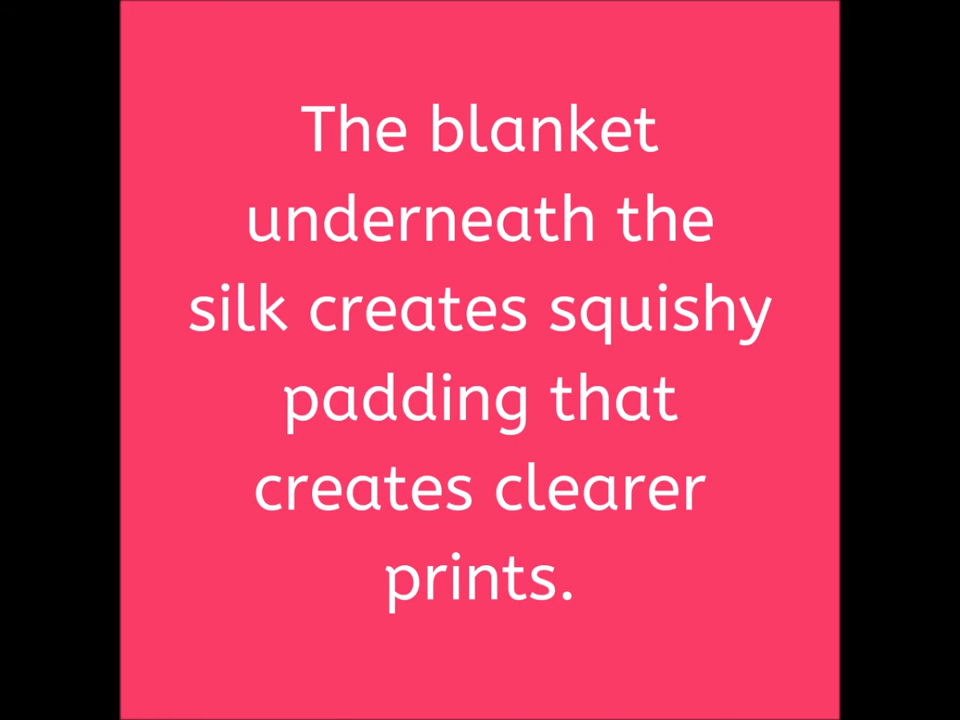 The blanket
underneath the
silk creates squishy
padding that
creates clearer
prints.